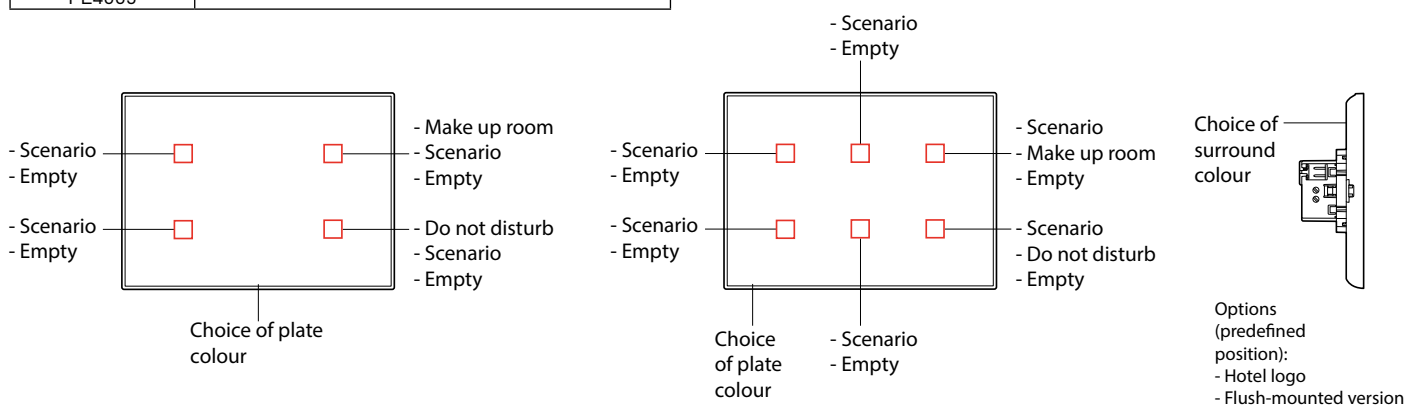 - Scenario
- Empty
- Scenario
- Empty
- Make up room
- Scenario
- Empty
- Do not disturb
- Scenario
- Empty
Choice of plate
colour
- Scenario
- Empty
- Scenario
- Empty
- Scenario
- Empty
- Scenario
- Make up room
- Empty
- Scenario
- Do not disturb
- Empty
Choice
of plate
colour
- Scenario
- Empty
Choice of
surround
colour
Options
(predefined
position):
- Hotel logo
- Flush-mounted version